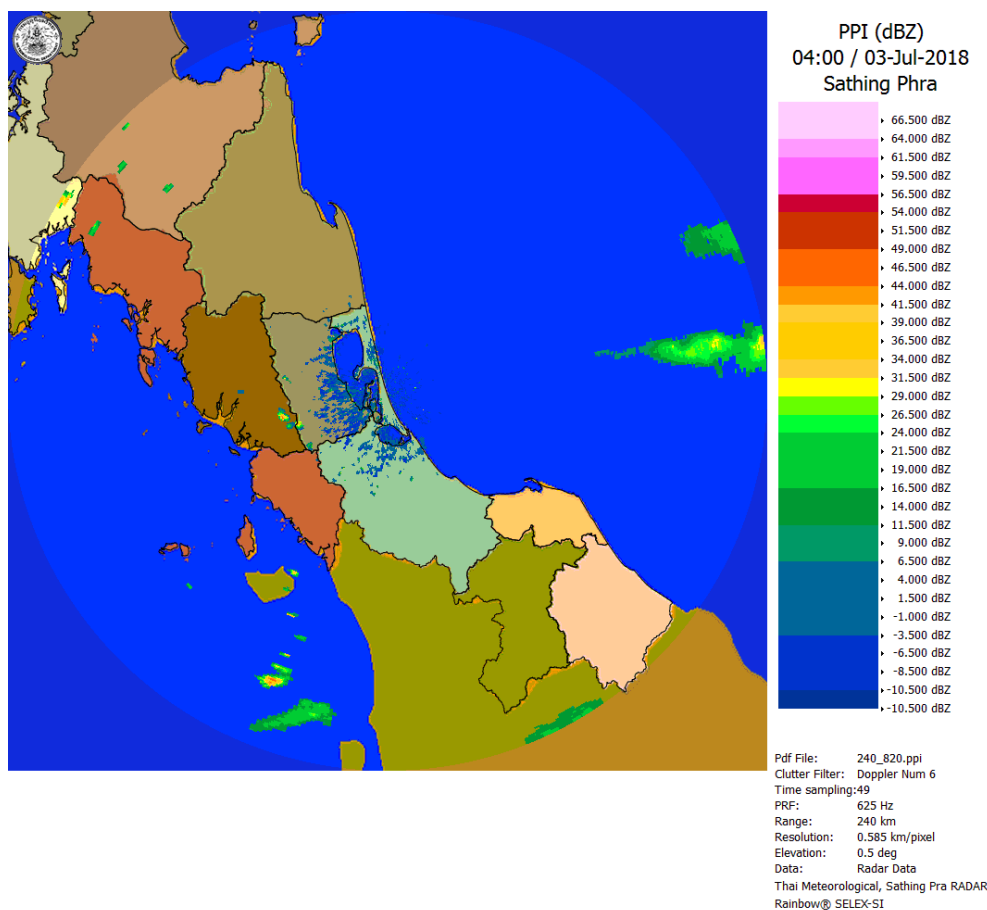 PPI (dBZ)
04:00 / 03-Jul-2018
Sathing Phra
66.500 dBZ
64.000 dBZ
61.500 dBZ
59.500 dBZ
56.500 dBZ
54.000 dBZ
51.500 dBZ
49.000 dBZ
46.500 dBZ
44.000 dBZ
41.500 dBZ
39.000 dBZ
36.500 dBZ
34.000 dBZ
31.500 dBZ
29.000 dBZ
26.500 dBZ
24.000 dBZ
21.500 dBZ
19.000 dBZ
16.500 dBZ
14.000 dBZ
11.500 dBZ
9.000 dBZ
6.500 dBZ
4.000 dBZ
1.500 dBZ
-1.000 dBZ
-3.500 dBZ
-6.500 dBZ
-8.500 dBZ
-10.500 dBZ
-10.500 dBZ
Pdf File: 240_820.ppi
Clutter Filter: Doppler Num 6
Time sampling:49
PRF: 625 Hz
Range: 240 km
Resolution: 0.585 km/pixel
Elevation: 0.5 deg
Data: Radar Data
Thai Meteorological, Sathing Pra RADAR
Rainbow® SELEX-SI